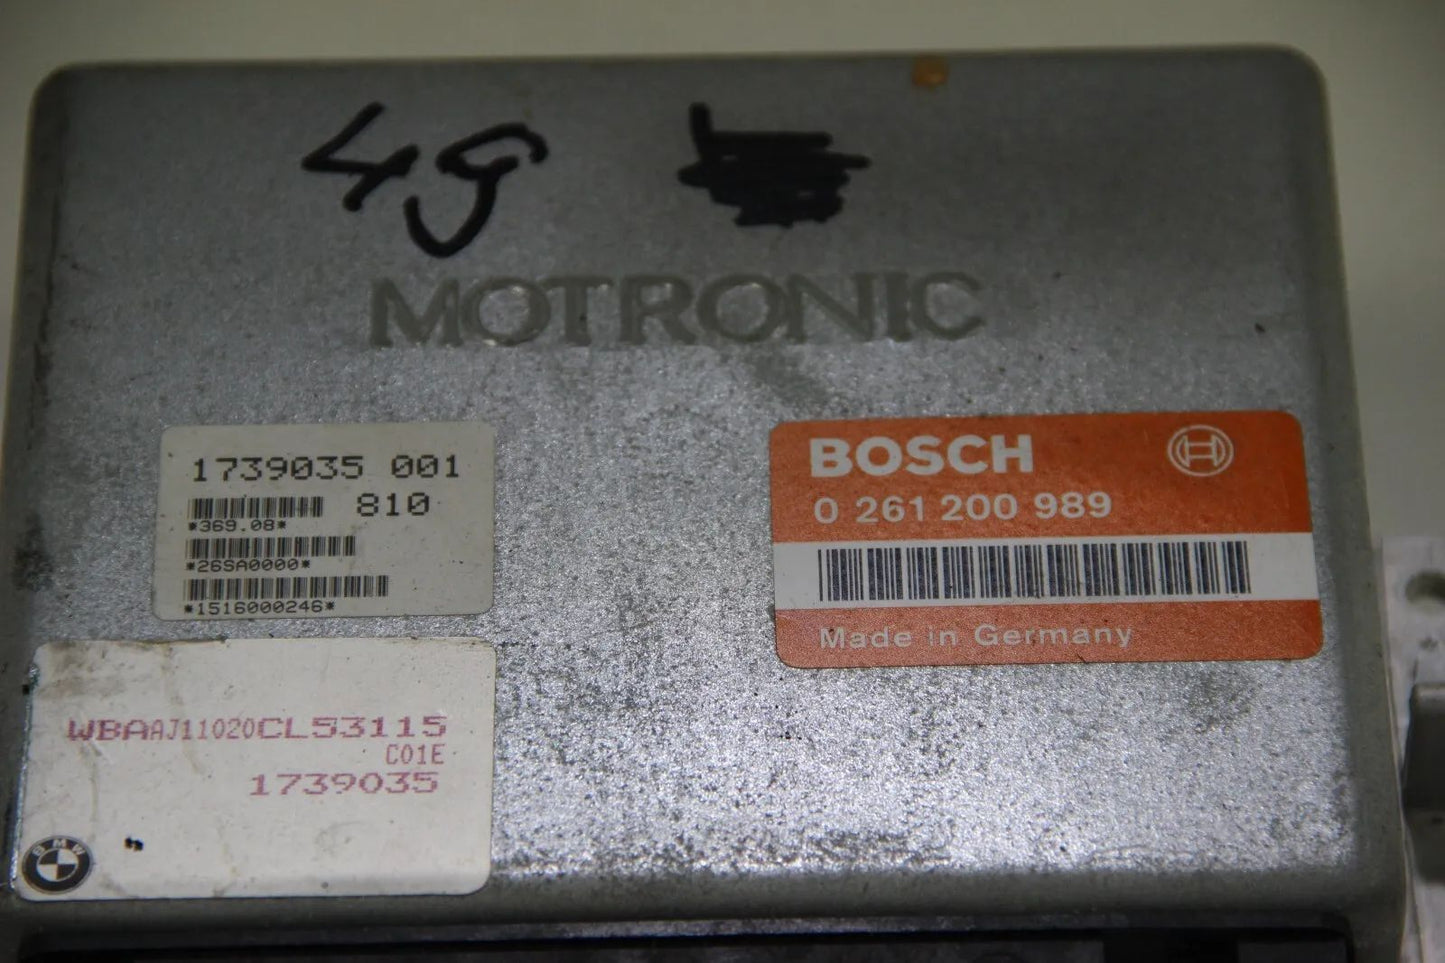 49
MOTRONIC
1739035 001
810
*369.08*
*26SA0000*
*1516000246*
BOSCH
0 261 200 989
Made in Germany
WBAAJ11020CL53115
C01E
1739035
BMW